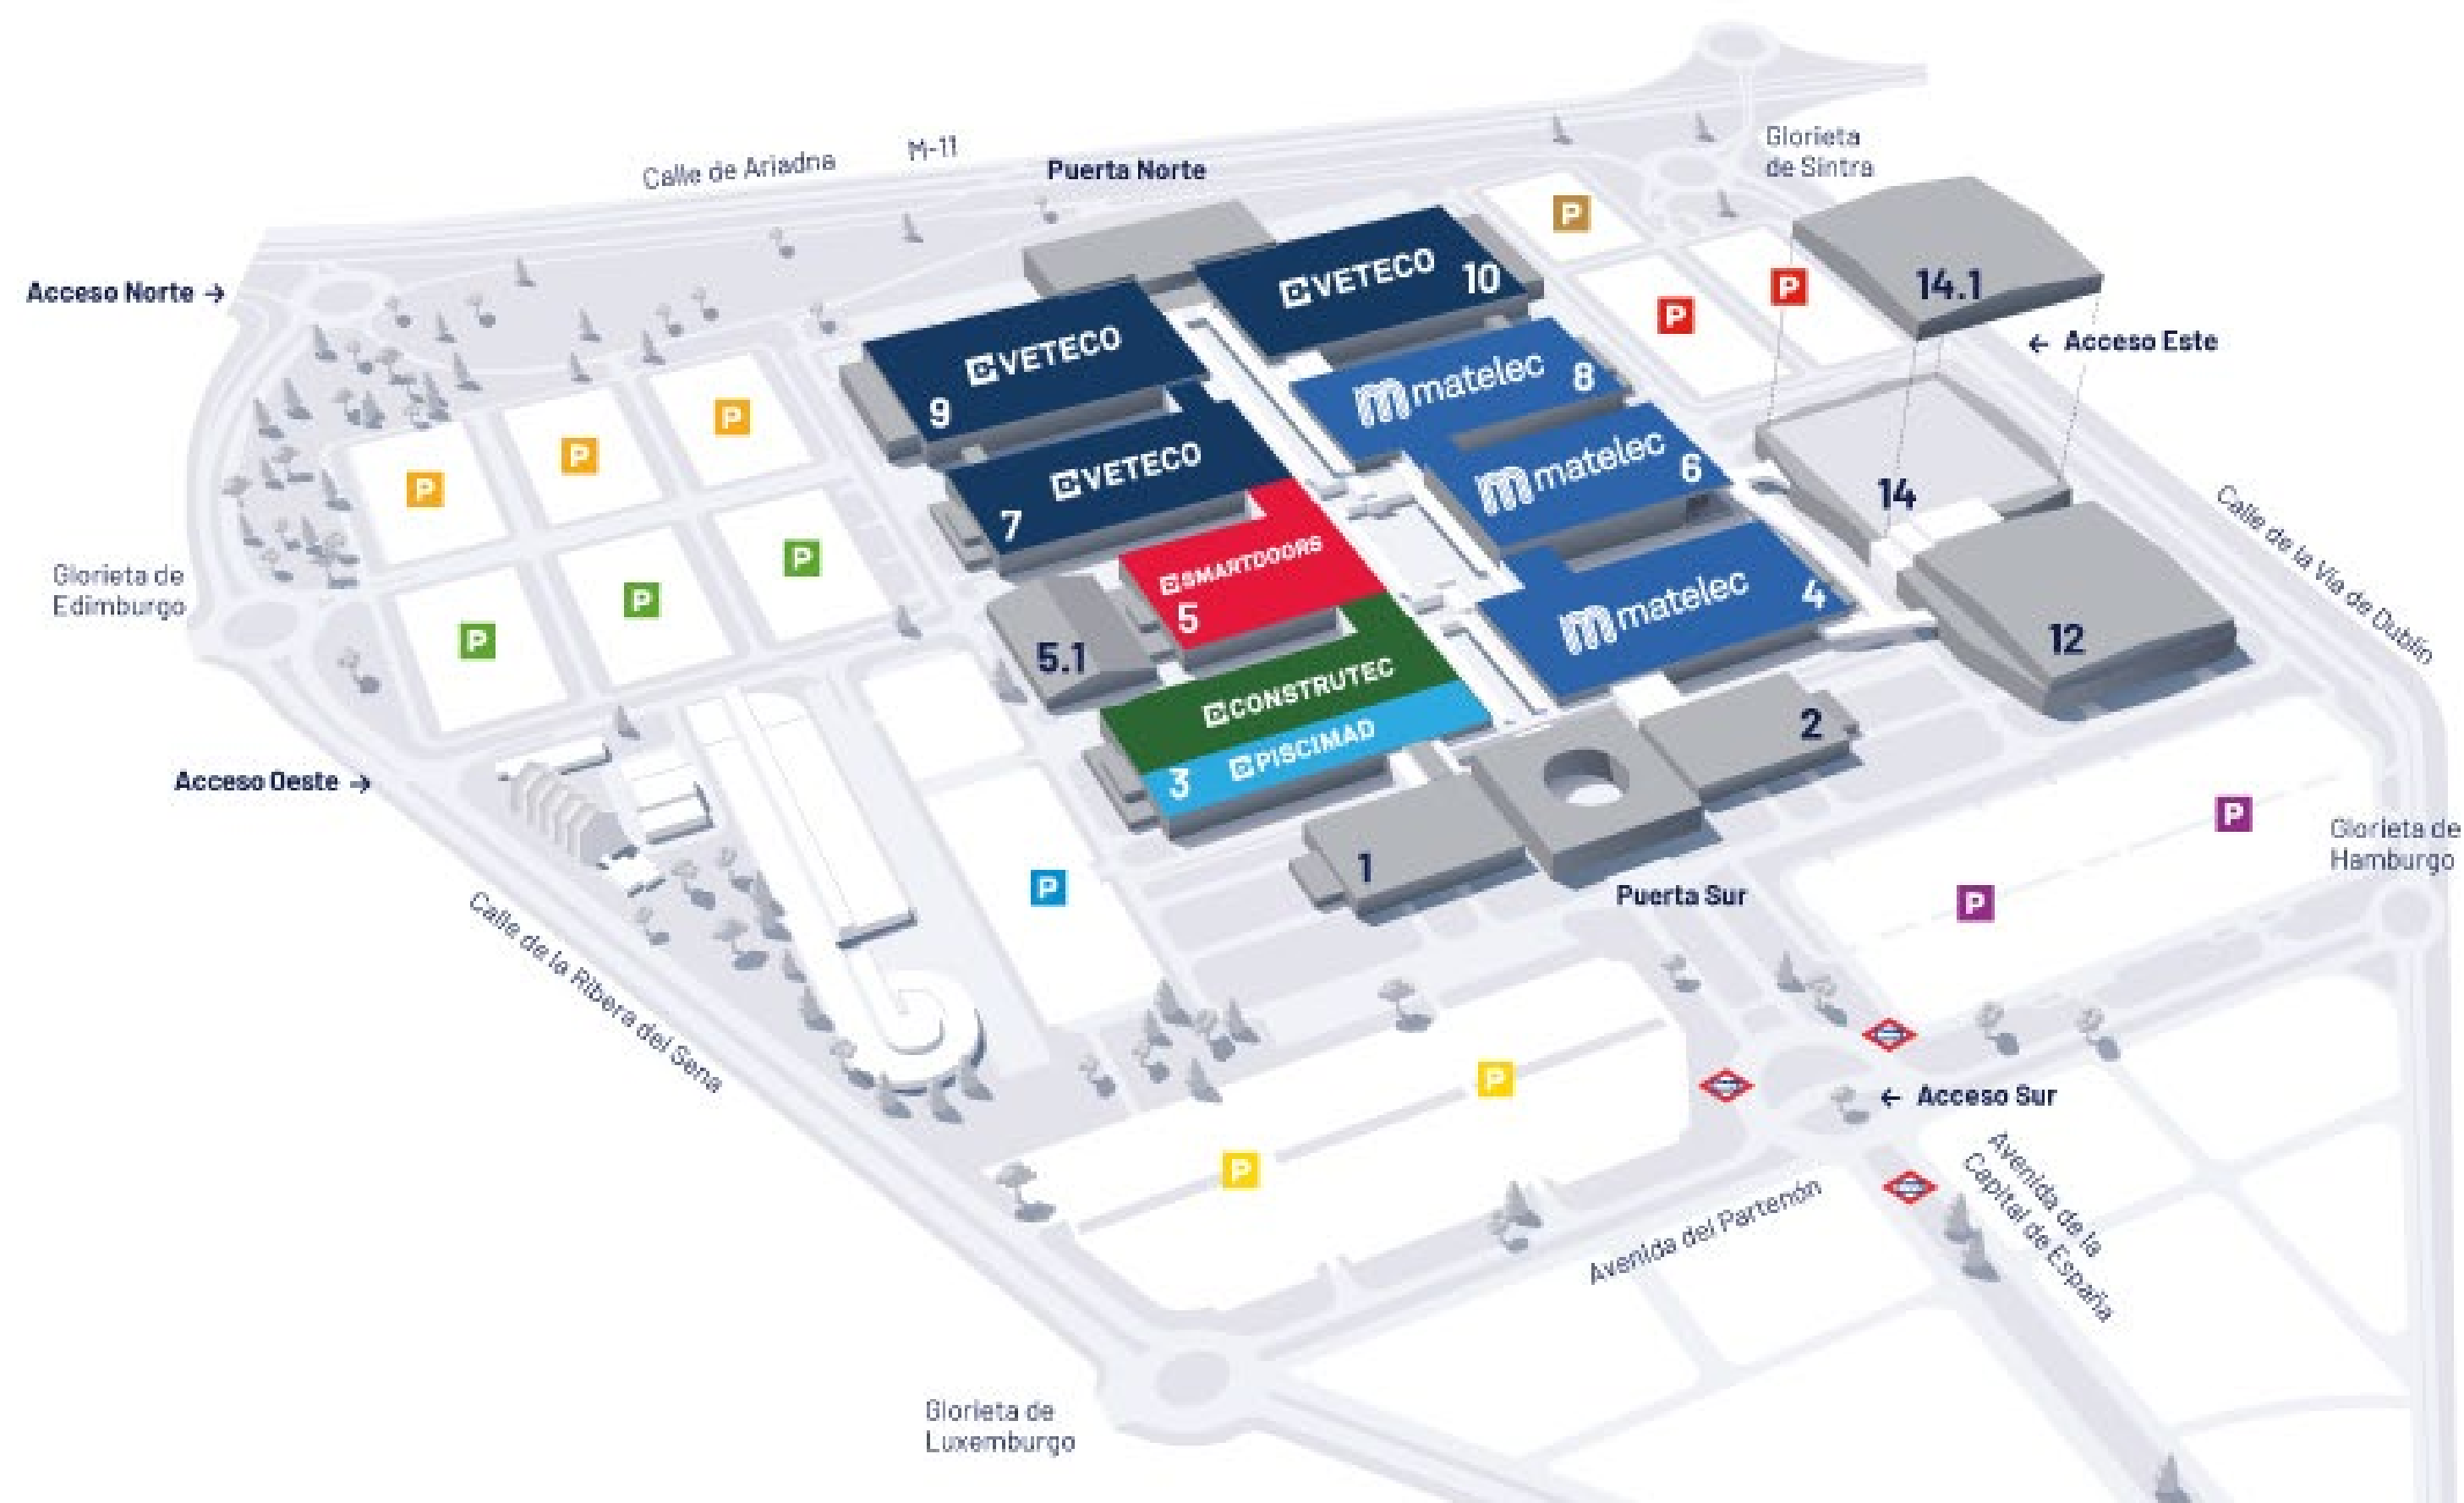 Calle de Ariadna
M-11
Puerta Norte
Glorieta
de Sintra
P
14.1
Acceso Norte →
← Acceso Este
P
P
VETECO
10
VETECO
9
matelec
8
VETECO
7
matelec
6
14
P
P
P
P
P
P
Calle de la Vía de Dublín
Glorieta de
Edimburgo
SMARTDOORS
5
5.1
matelec
4
12
CONSTRUTEC
PISCIMAD
3
2
1
Acceso Oeste →
P
P
P
Glorieta de
Hamburgo
Puerta Sur
Calle de la Ribera del Sena
P
P
← Acceso Sur
Avenida del Partenón
Avenida de la
Capital de España
Glorieta de
Luxemburgo